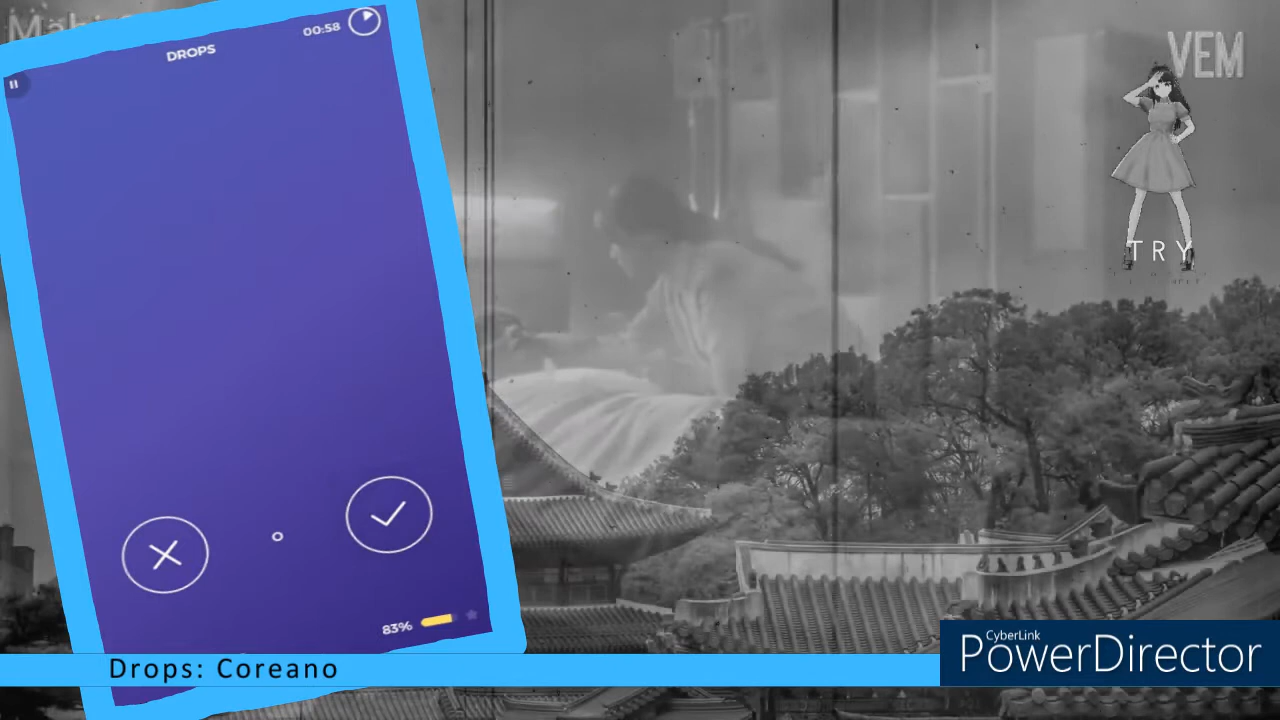 00:58
DROPS
VEM
TRY
83%
Drops: Coreano
CyberLink
PowerDirector